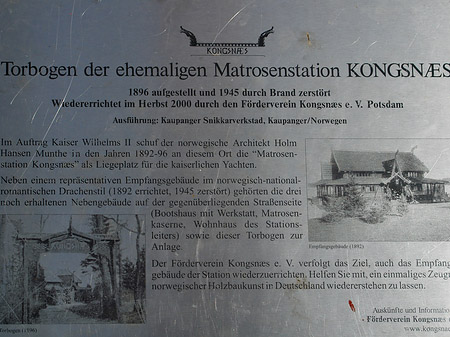 KONGSNÆS
Torbogen der ehemaligen Matrosenstation KONGSNÆS
1896 aufgestellt und 1945 durch Brand zerstört
Wiedererrichtet im Herbst 2000 durch den Förderverein Kongsnæs e. V. Potsdam
Ausführung: Kaupanger Snikkarverkstad, Kaupanger/Norwegen
Im Auftrag Kaiser Wilhelms II schuf der norwegische Architekt Holm
Hansen Munthe in den Jahren 1892-96 an diesem Ort die "Matrosen-
station Kongsnæs" als Liegeplatz für die kaiserlichen Yachten.
Neben einem repräsentativen Empfangsgebäude im norwegisch-national-
romantischen Drachenstil (1892 errichtet, 1945 zerstört) gehörten die drei
noch erhaltenen Nebengebäude auf der gegenüberliegenden Straßenseite
(Bootshaus mit Werkstatt, Matrosen-
kaserne, Wohnhaus des Stations-
leiters) sowie dieser Torbogen zur
Anlage.
Empfangsgebäude (1892)
Der Förderverein Kongsnæs e. V. verfolgt das Ziel, auch das Empfan
gebäude der Station wiederzuerrichten. Helfen Sie mit, ein einmaliges Zeug
norwegischer Holzbaukunst in Deutschland wiedererstehen zu lassen.
KONGSNÆS
Torbogen (1896)
Auskünfte und Informatio
Förderverein Kongsnæs
www.kongsnae